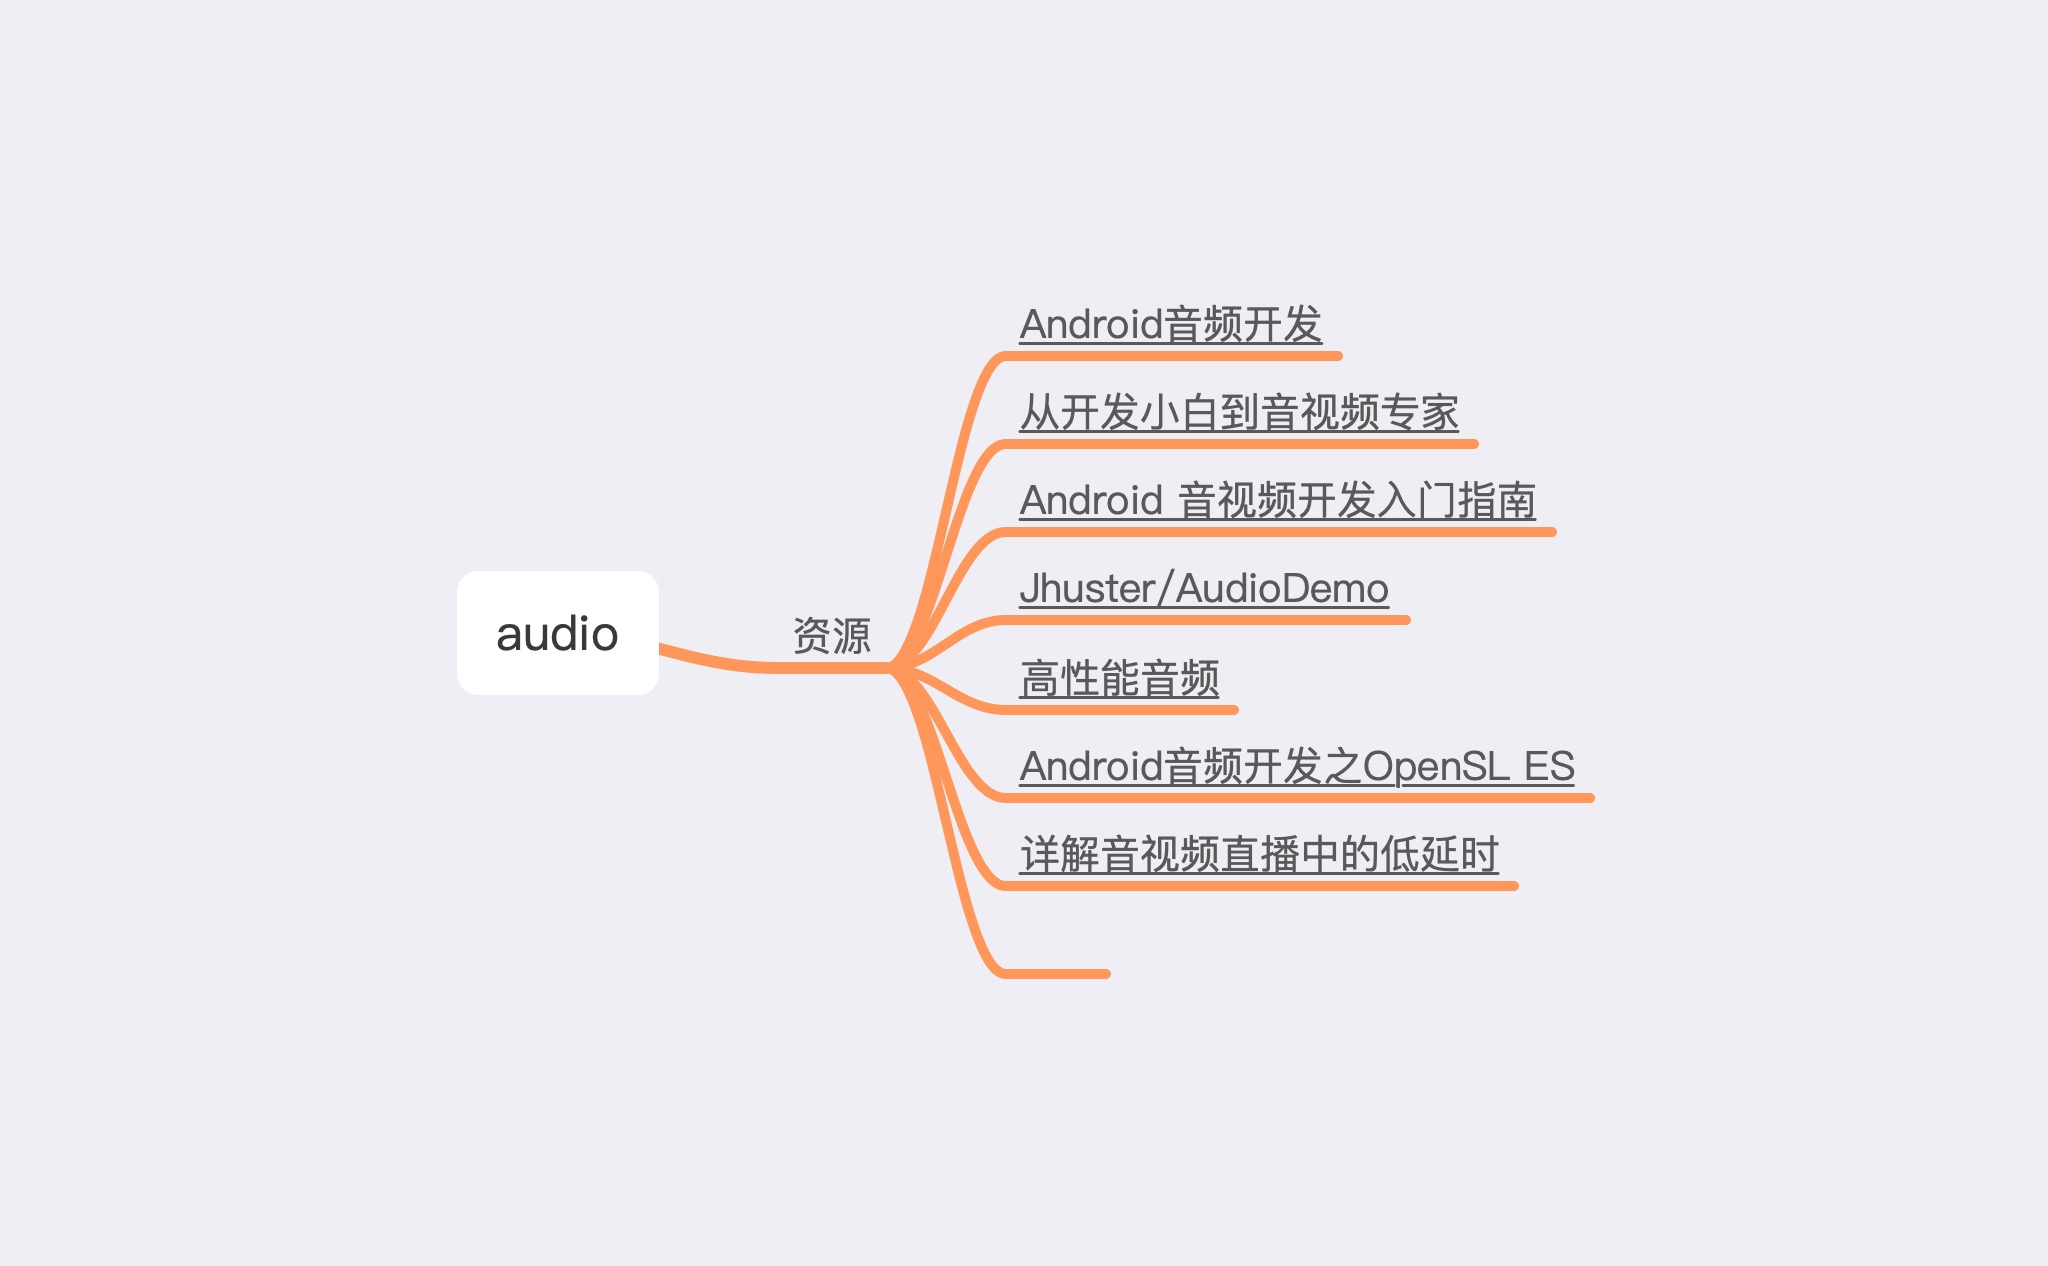 audio
资源
Android音频开发
从开发小白到音视频专家
Android 音视频开发入门指南
Jhuster/AudioDemo
高性能音频
Android音频开发之OpenSL ES
详解音视频直播中的低延时